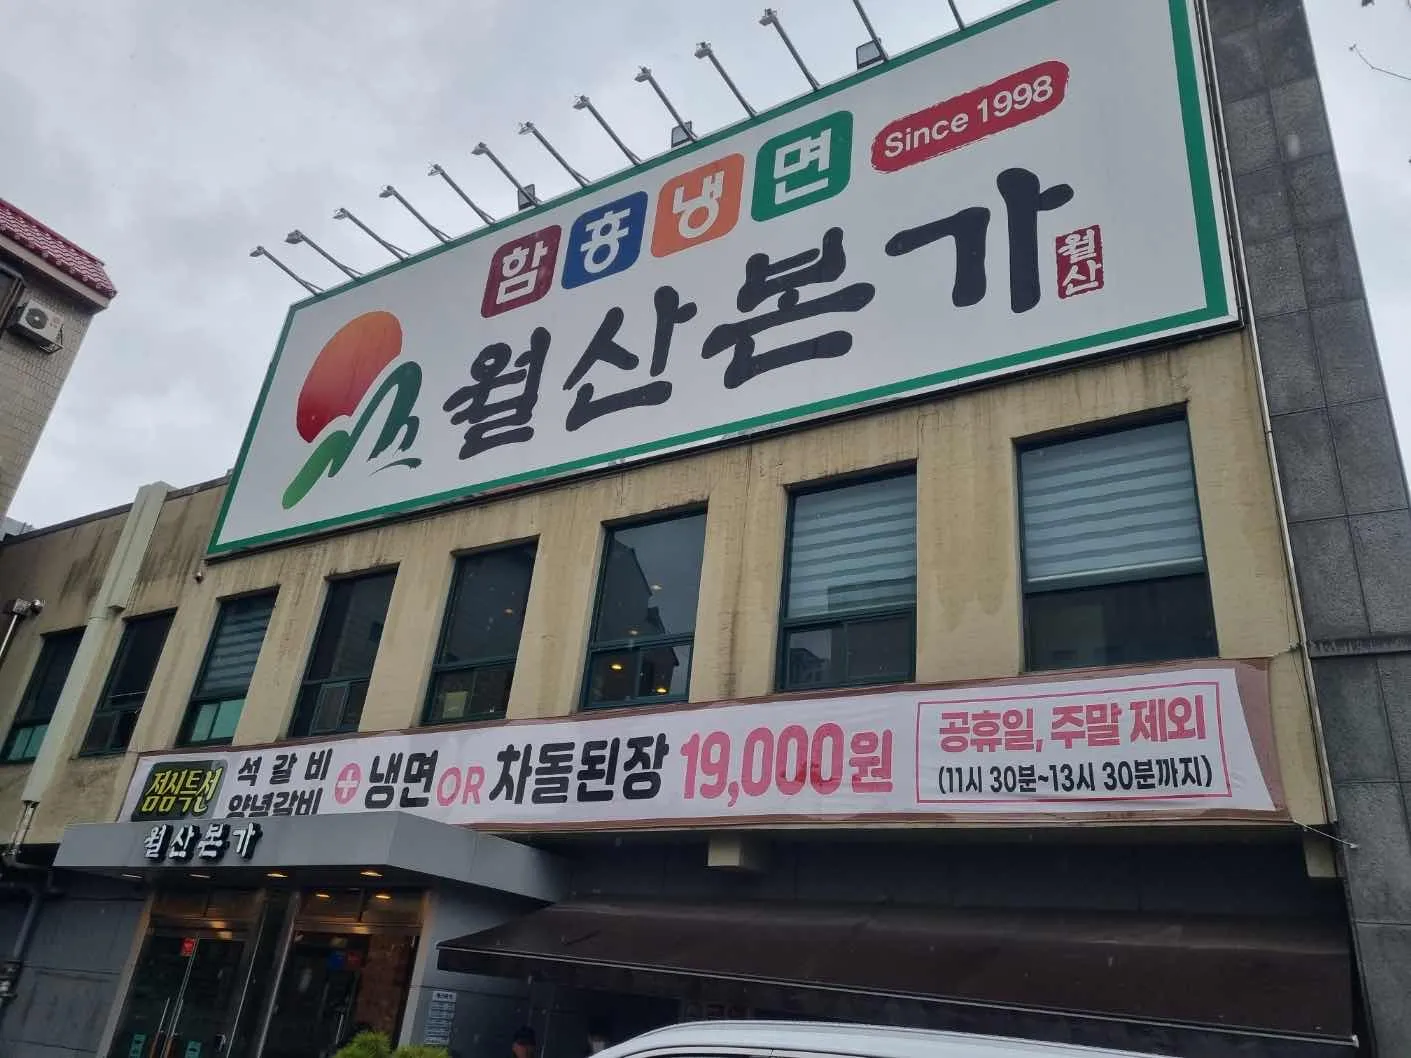 함흥냉면
Since 1998
월산본가
월산
점심특선
석갈비
양념갈비
+ 냉면 OR 차돌된장 19,000원
공휴일, 주말 제외
(11시 30분~13시 30분까지)
월산본가